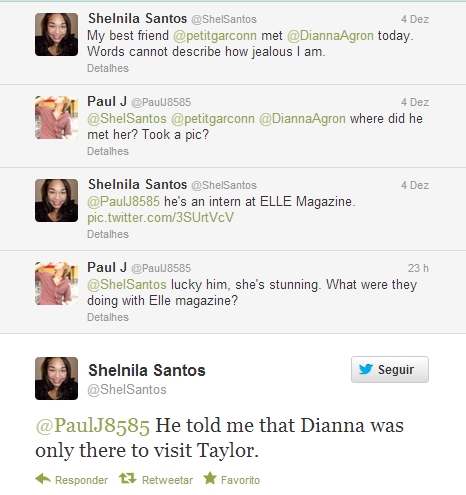 Shelnila Santos @ShelSantos 4 Dez
My best friend @petitgarconn met @DiannaAgron today.
Words cannot describe how jealous I am.
Detalhes
Paul J @PaulJ8585 4 Dez
@ShelSantos @petitgarconn @DiannaAgron where did he
met her? Took a pic?
Detalhes
Shelnila Santos @ShelSantos 4 Dez
@PaulJ8585 he's an intern at ELLE Magazine.
pic.twitter.com/3SUrtVcV
Detalhes
Paul J @PaulJ8585 23 h
@ShelSantos lucky him, she's stunning. What were they
doing with Elle magazine?
Detalhes
Shelnila Santos
@ShelSantos
Seguir
@PaulJ8585 He told me that Dianna was
only there to visit Taylor.
Responder Retweetar Favorito